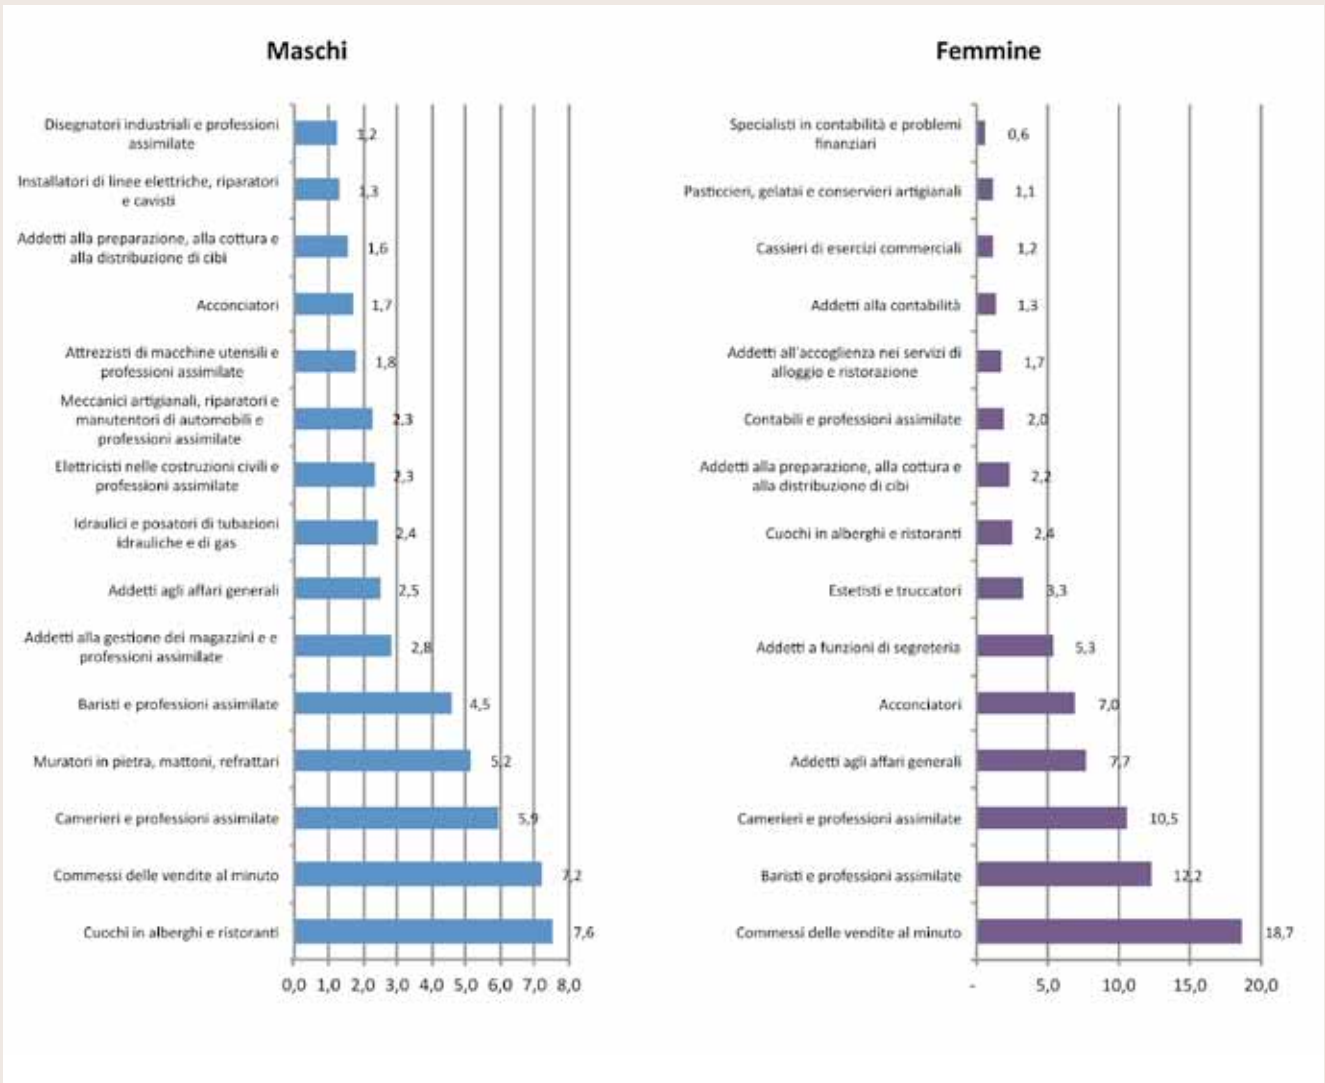 Maschi
Disegnatori industriali e professioni
assimilate
1,2
Installatori di linee elettriche, riparatori
e cavisti
1,3
Addetti alla preparazione, alla cottura e
alla distribuzione di cibi
1,6
Acconciatori
1,7
Attrezzisti di macchine utensili e
professioni assimilate
1,8
Meccanici artigianali, riparatori e
manutentori di automobili e
professioni assimilate
2,3
Elettricisti nelle costruzioni civili e
professioni assimilate
2,3
Idraulici e posatori di tubazioni
idrauliche e di gas
2,4
Addetti agli affari generali
2,5
Addetti alla gestione dei magazzini e e
professioni assimilate
2,8
Baristi e professioni assimilate
4,5
Muratori in pietra, mattoni, refrattari
5,2
Camerieri e professioni assimilate
5,9
Commessi delle vendite al minuto
7,2
Cuochi in alberghi e ristoranti
7,6
0,0 1,0 2,0 3,0 4,0 5,0 6,0 7,0 8,0
Femmine
Specialisti in contabilità e problemi
finanziari
0,6
Pasticcieri, gelatai e conservieri artigianali
1,1
Cassieri di esercizi commerciali
1,2
Addetti alla contabilità
1,3
Addetti all'accoglienza nei servizi di
alloggio e ristorazione
1,7
Contabili e professioni assimilate
2,0
Addetti alla preparazione, alla cottura e
alla distribuzione di cibi
2,2
Cuochi in alberghi e ristoranti
2,4
Estetisti e truccatori
3,3
Addetti a funzioni di segreteria
5,3
Acconciatori
7,0
Addetti agli affari generali
7,7
Camerieri e professioni assimilate
10,5
Baristi e professioni assimilate
12,2
Commessi delle vendite al minuto
18,7
- 5,0 10,0 15,0 20,0